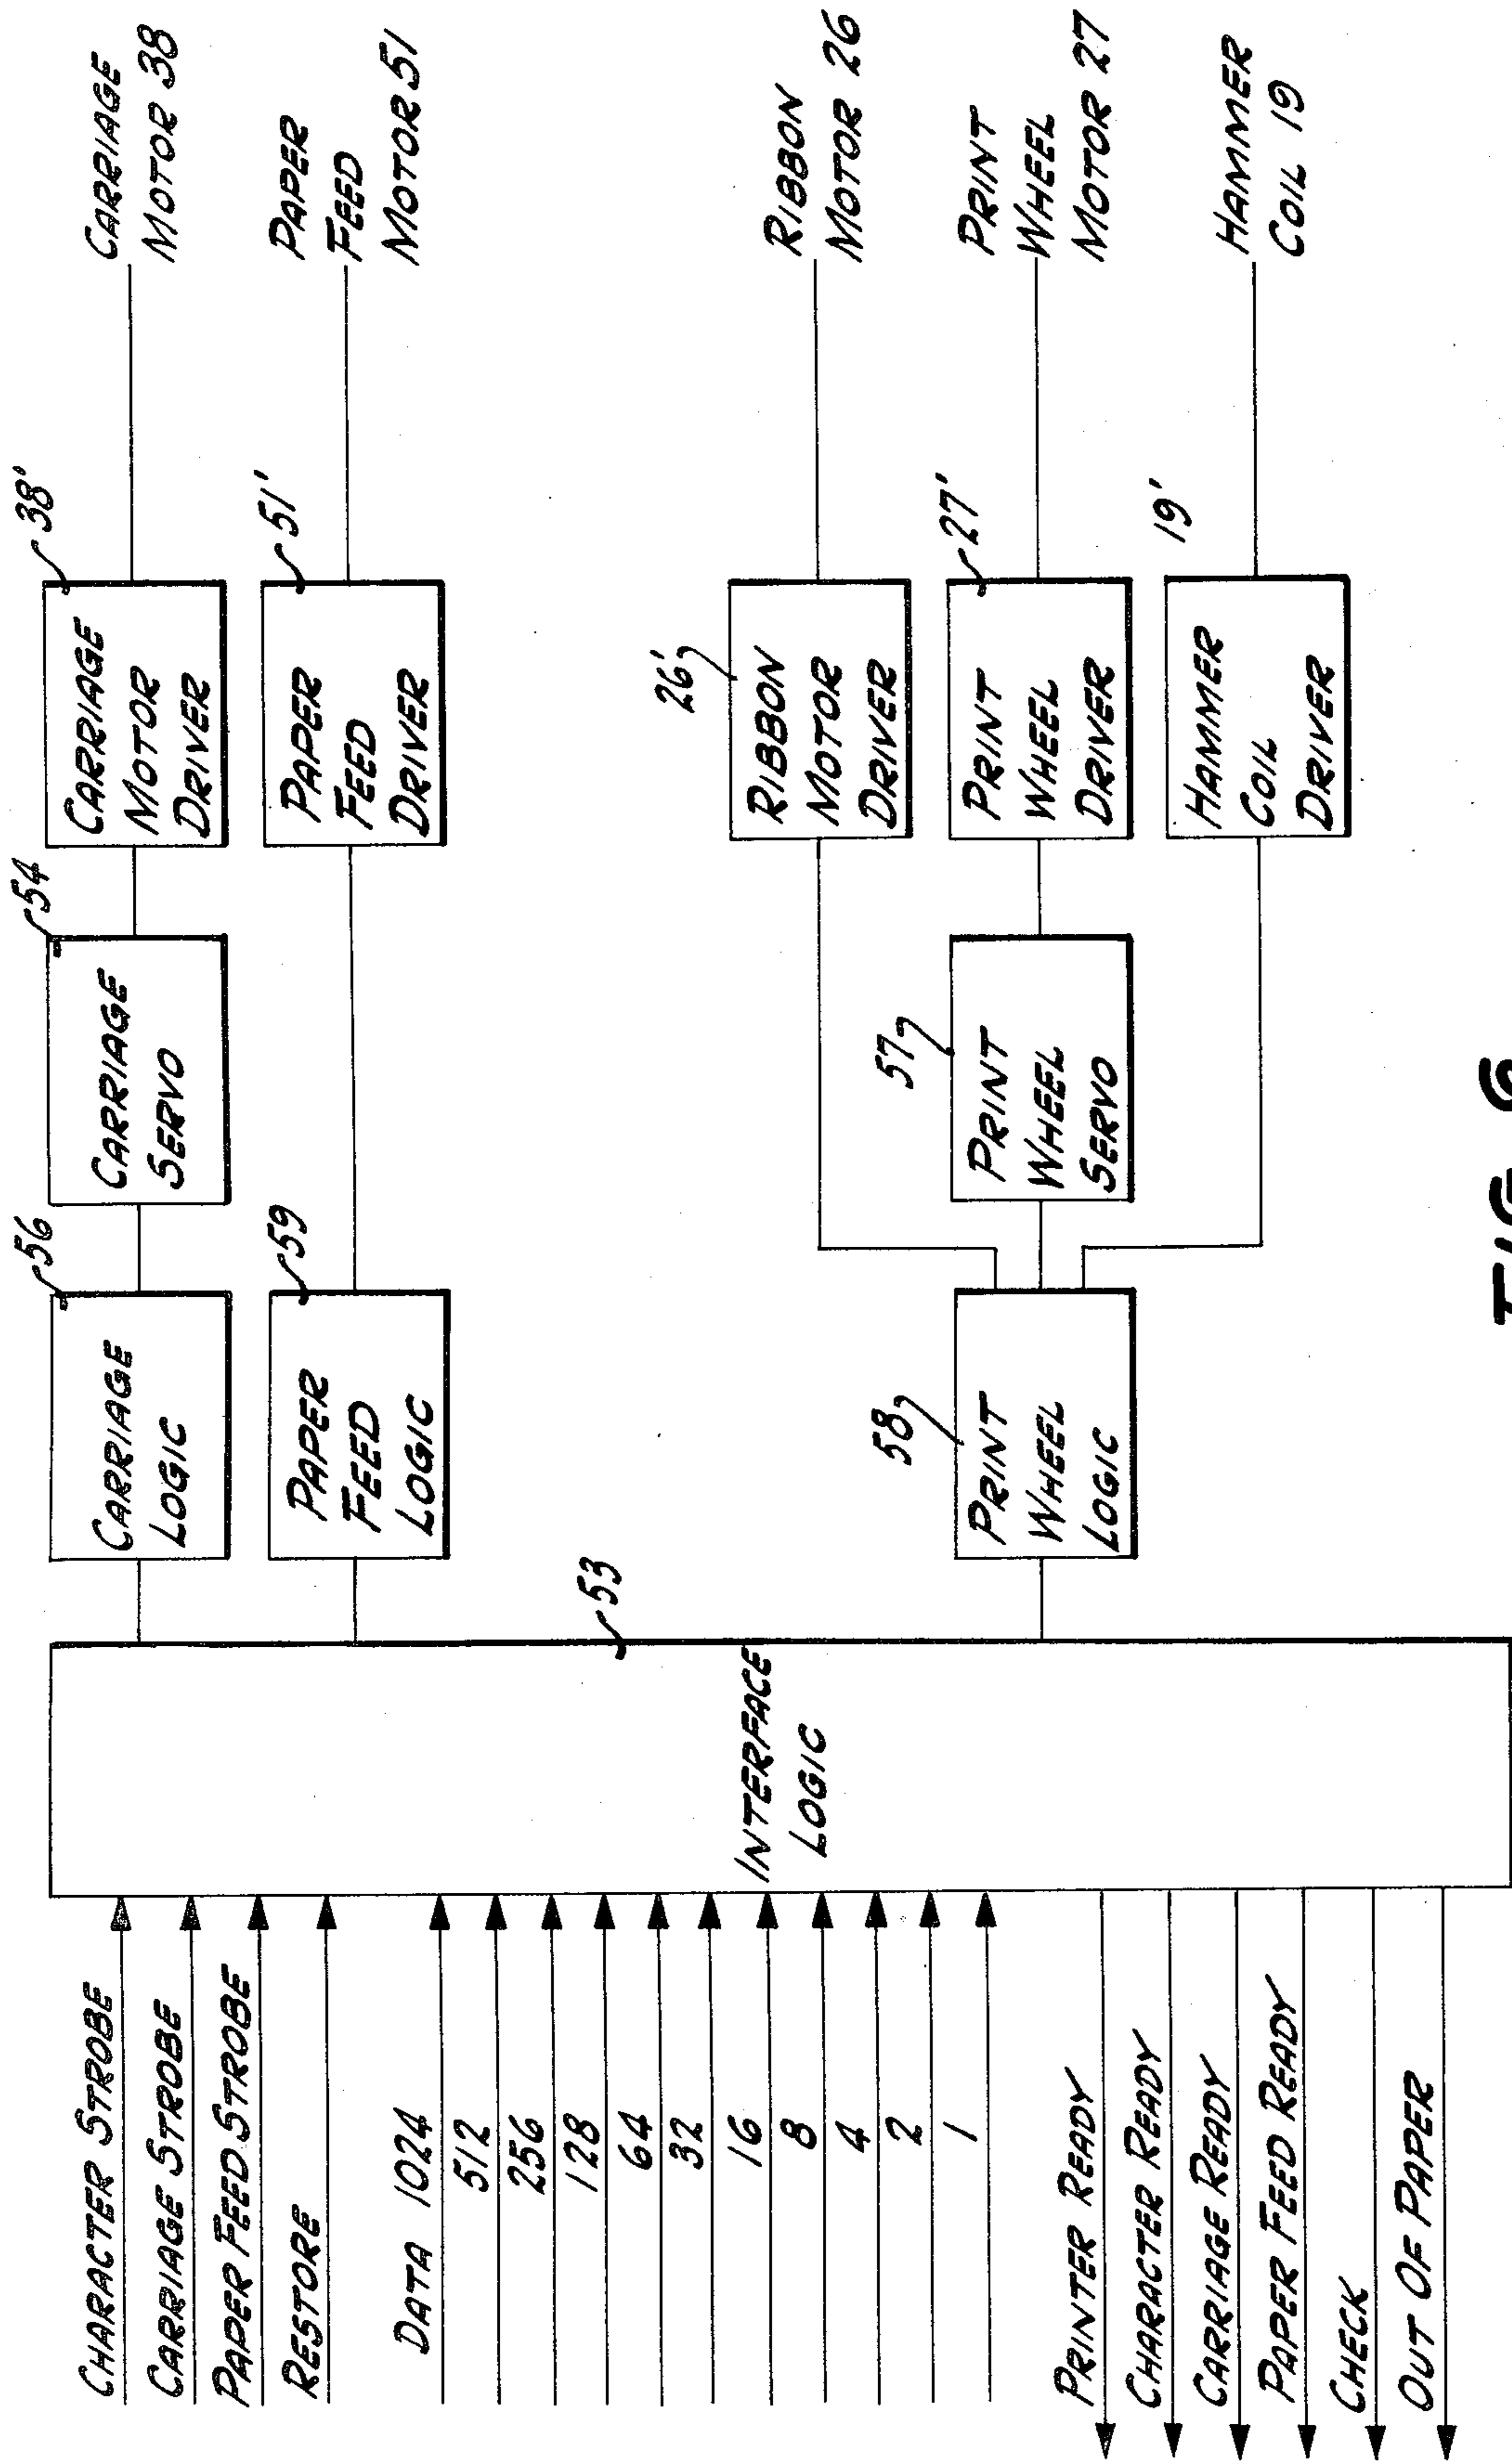 CHARACTER STROBE
CARRIAGE STROBE
PAPER FEED STROBE
RESTORE
DATA 1024
512
256
128
64
32
16
8
4
2
1
PRINTER READY
CHARACTER READY
CARRIAGE READY
PAPER FEED READY
CHECK
OUT OF PAPER
INTERFACE
LOGIC
53
CARRIAGE
LOGIC
56
CARRIAGE
SERVO
54
CARRIAGE
MOTOR
DRIVER
38'
CARRIAGE
MOTOR 38
PAPER
FEED
LOGIC
59
PAPER
FEED
DRIVER
51'
PAPER
FEED
MOTOR 51
PRINT
WHEEL
LOGIC
58
RIBBON
MOTOR
DRIVER
26'
RIBBON
MOTOR 26
PRINT
WHEEL
SERVO
57
PRINT
WHEEL
DRIVER
27'
PRINT
WHEEL
MOTOR 27
HAMMER
COIL
DRIVER
19'
HAMMER
COIL 19